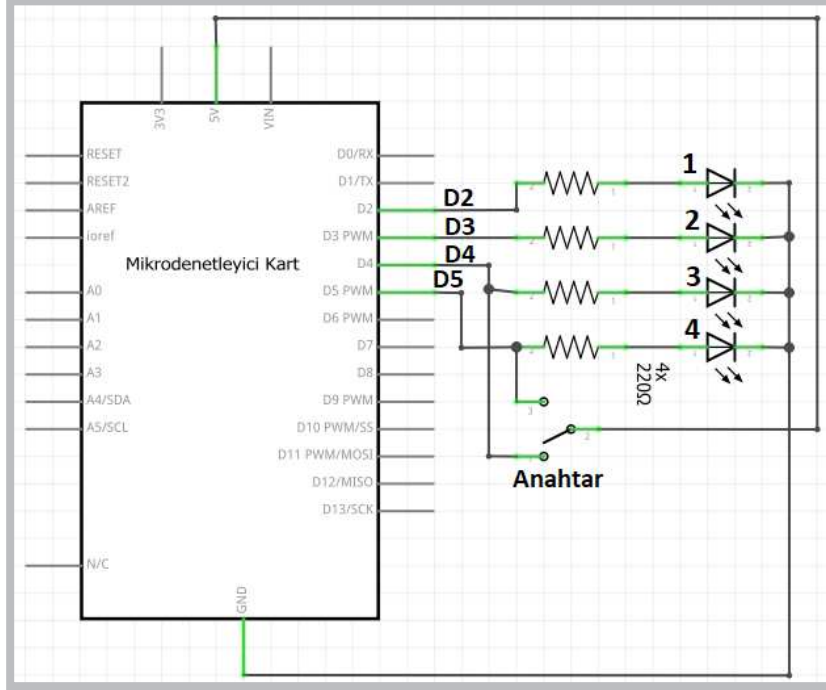 3V3
5V
VIN
RESET
RESET2
AREF
ioref
A0
A1
A2
A3
A4/SDA
A5/SCL
N/C
Mikrodenetleyici Kart
D0/RX
D1/TX
D2
D3 PWM
D4
D5 PWM
D6 PWM
D7
D8
D9 PWM
D10 PWM/SS
D11 PWM/MOSI
D12/MISO
D13/SCK
GND
D2
D3
D4
D5
1
2
3
4
4x
220Ω
3
2
Anahtar